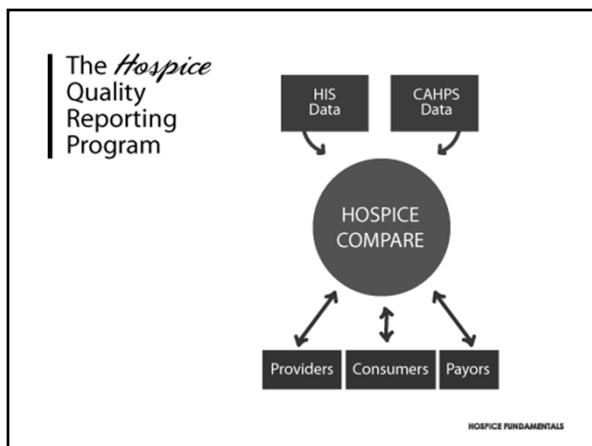 The Hospice
Quality
Reporting
Program
HIS
Data
CAHPS
Data
HOSPICE
COMPARE
Providers
Consumers
Payors
HOSPICE FUNDAMENTALS